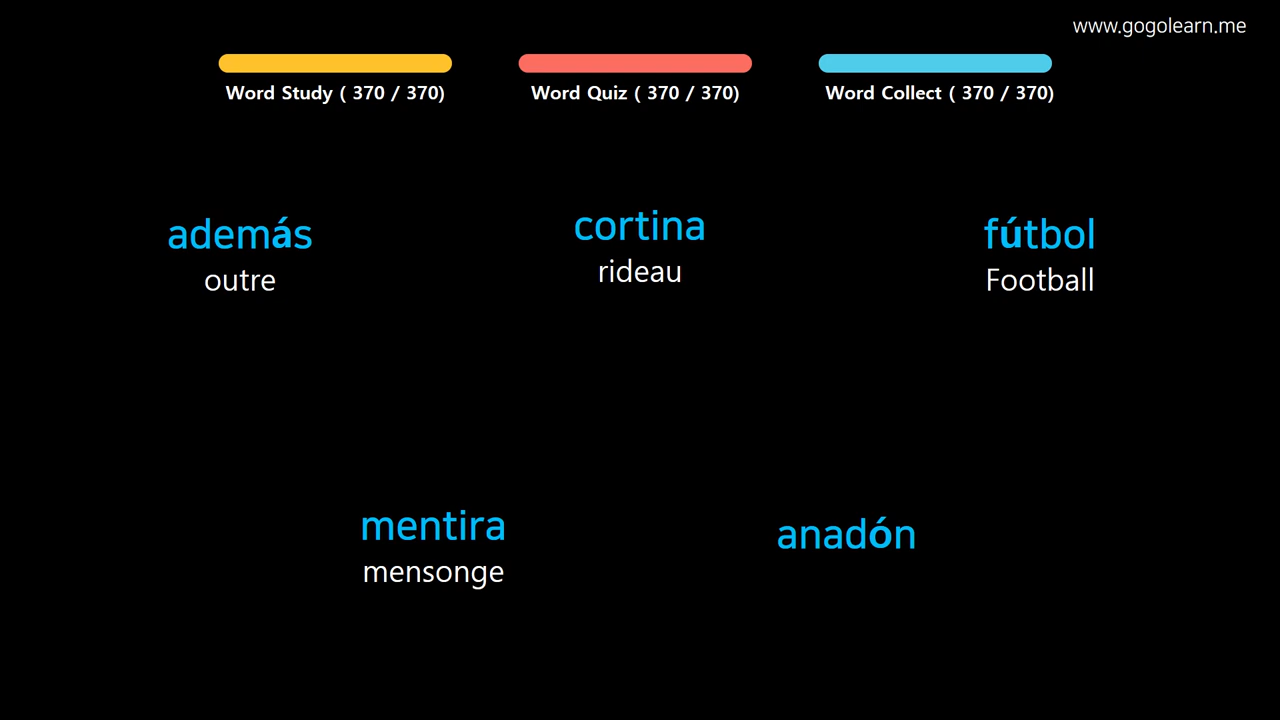 www.gogolearn.me
Word Study ( 370 / 370)
Word Quiz ( 370 / 370)
Word Collect ( 370 / 370)
además
outre
cortina
rideau
fútbol
Football
mentira
mensonge
anadón